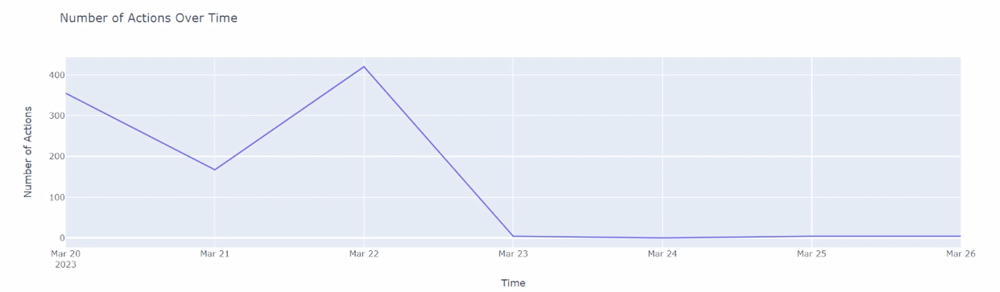 Number of Actions Over Time
Number of Actions
400
300
200
100
0
Mar 20 Mar 21 Mar 22 Mar 23 Mar 24 Mar 25 Mar 26
2023
Time